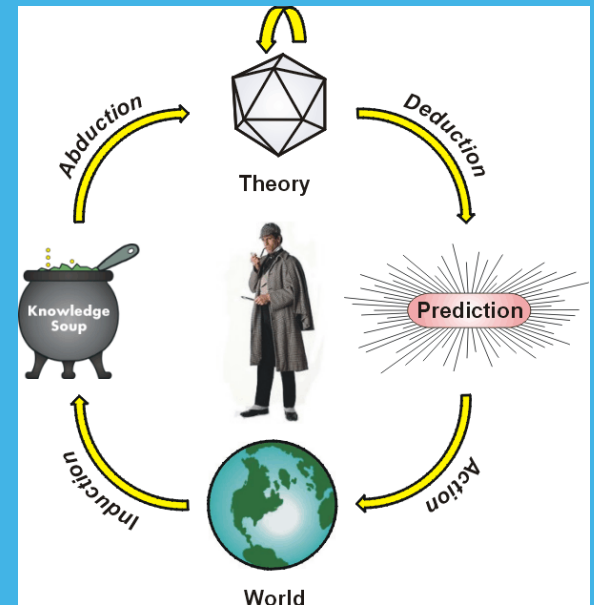 Abduction
Deduction
Theory
Knowledge
Soup
Prediction
Induction
Action
World